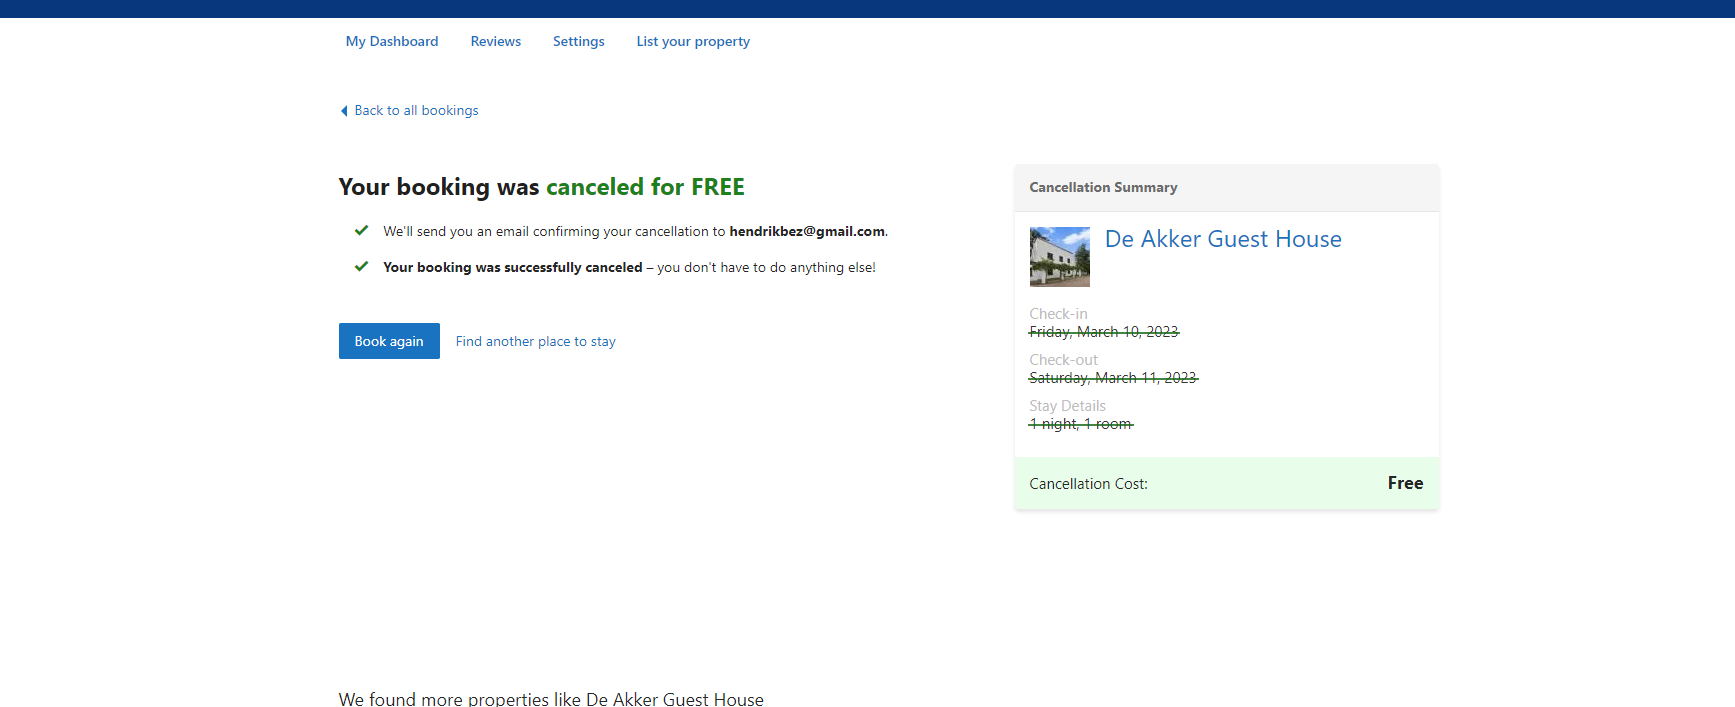 My Dashboard Reviews Settings List your property
Back to all bookings
Your booking was canceled for FREE
We'll send you an email confirming your cancellation to hendrikbez@gmail.com.
Your booking was successfully canceled – you don't have to do anything else!
Book again Find another place to stay
Cancellation Summary
De Akker Guest House
Check-in
Friday, March 10, 2023
Check-out
Saturday, March 11, 2023
Stay Details
1 night, 1 room
Cancellation Cost: Free
We found more properties like De Akker Guest House